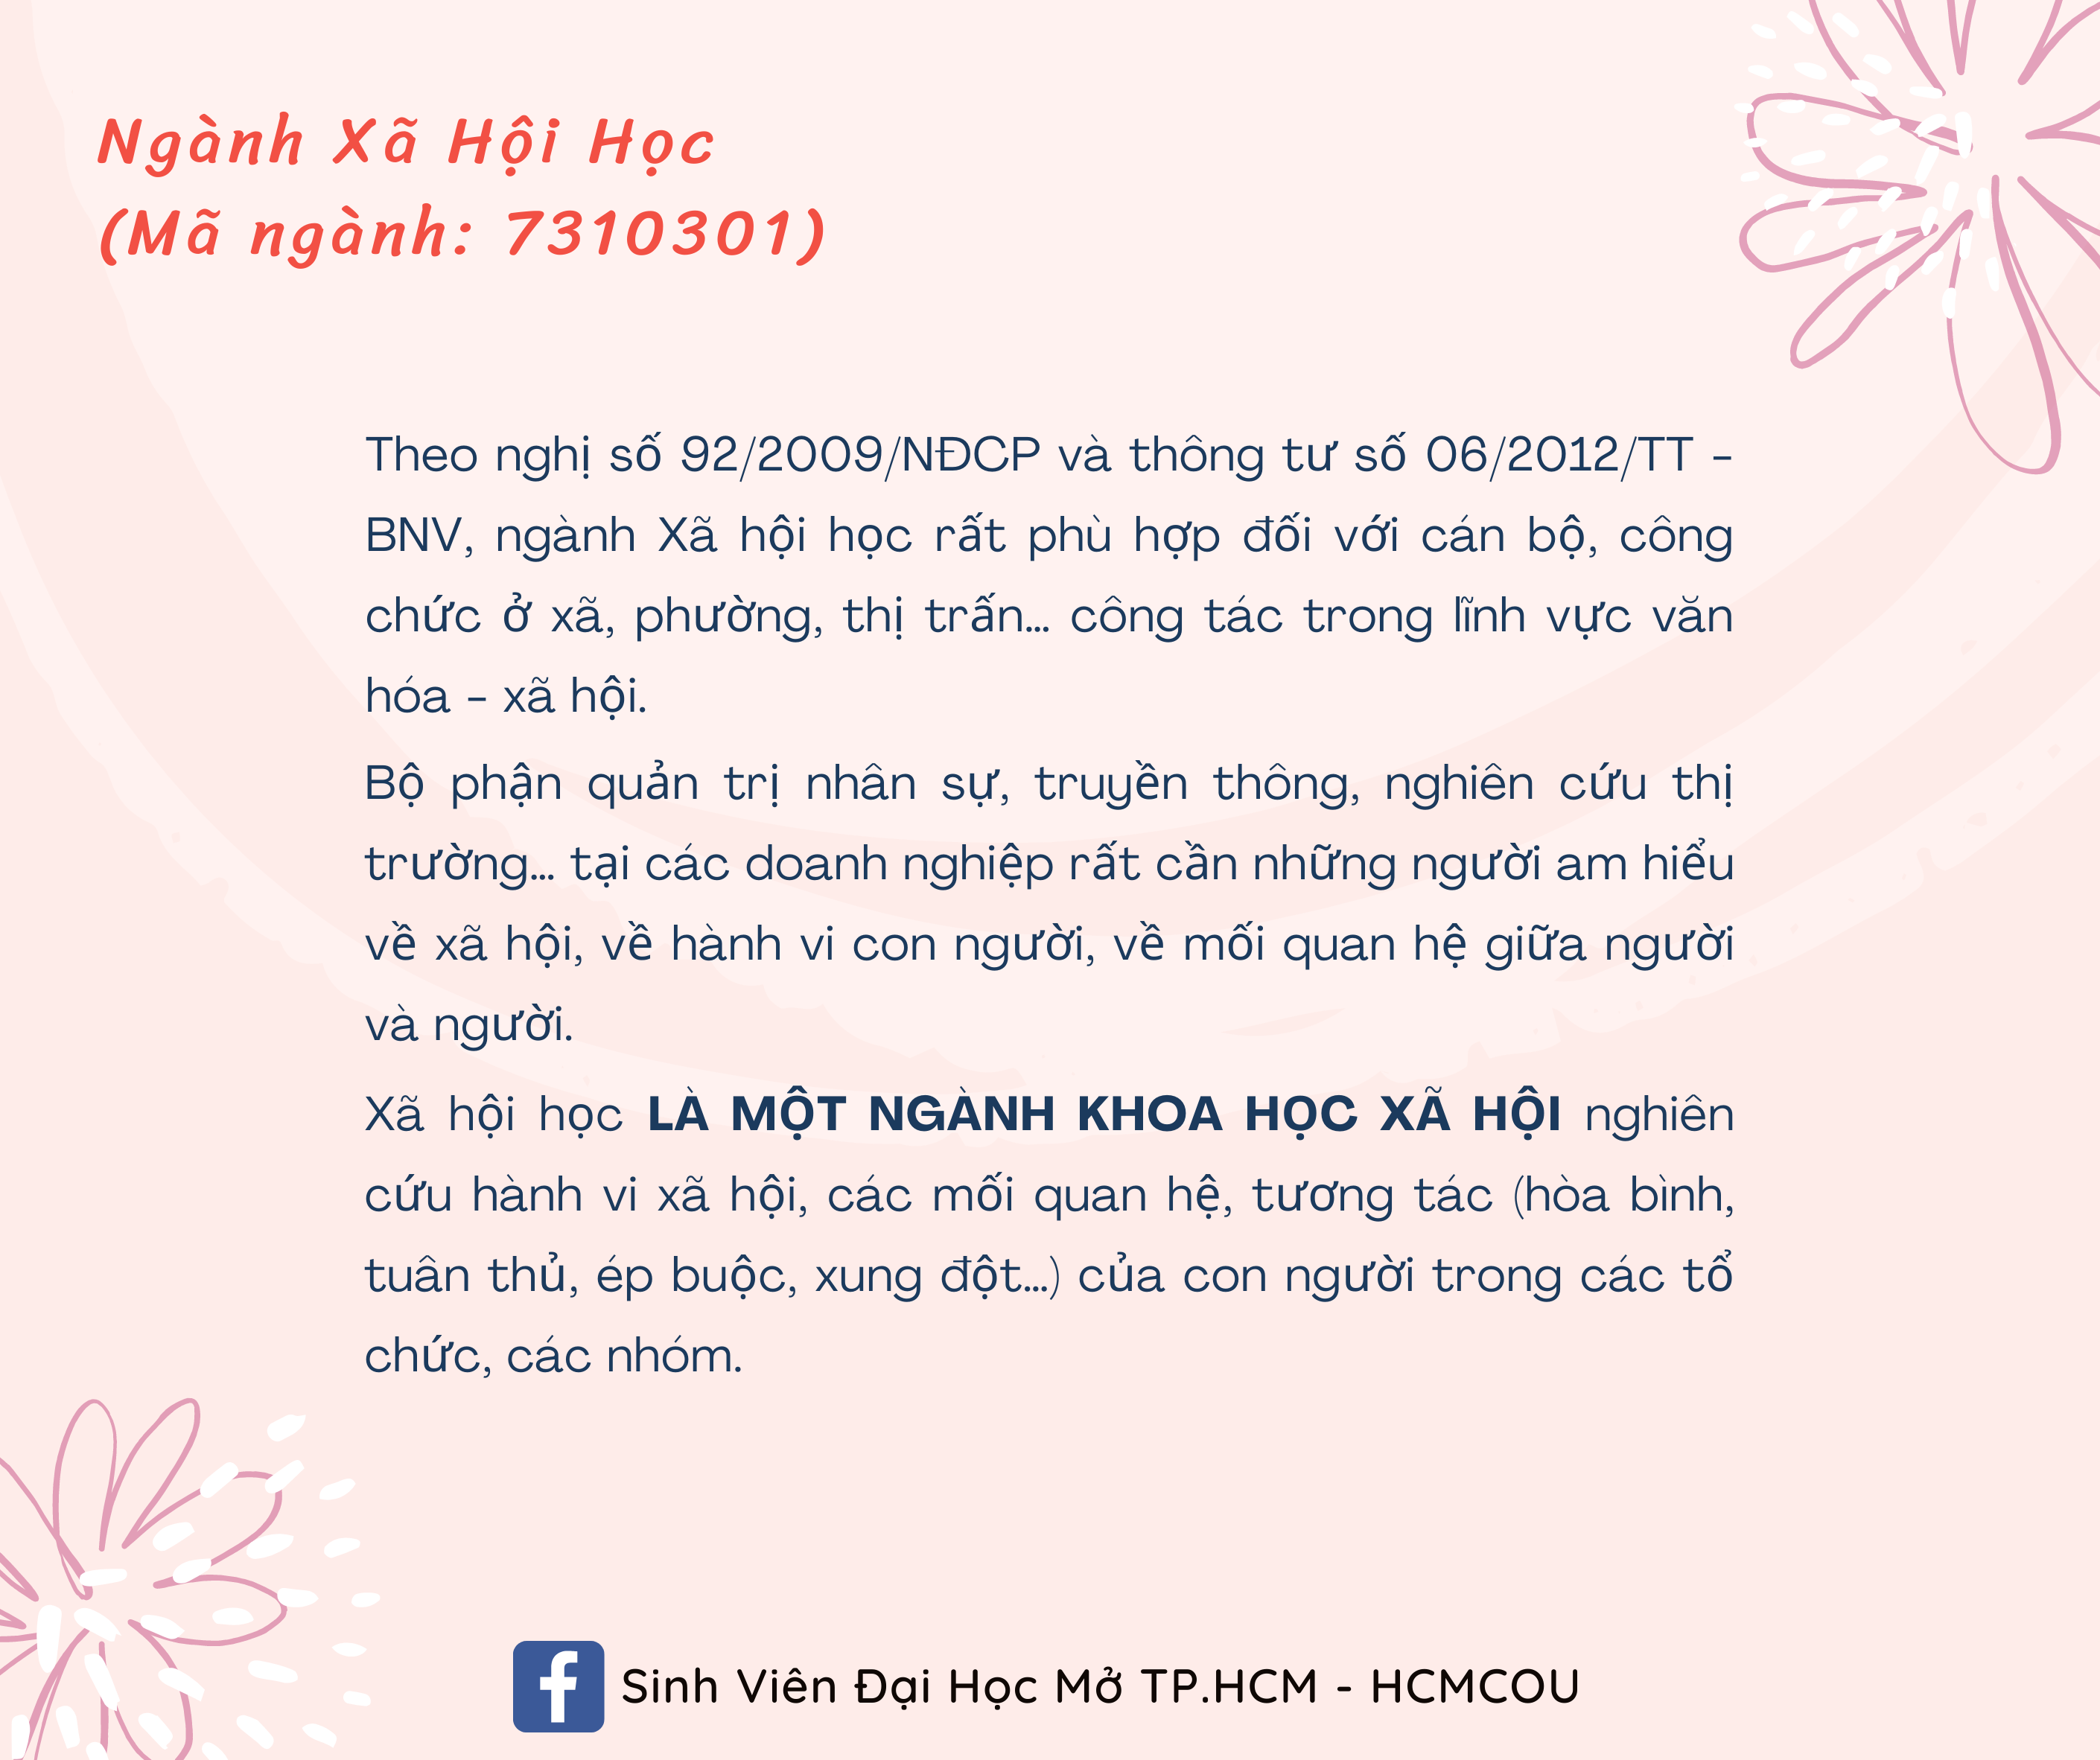 Ngành Xã Hội Học
(Mã ngành: 7310301)
Theo nghị số 92/2009/NĐCP và thông tư số 06/2012/TT –
BNV, ngành Xã hội học rất phù hợp đối với cán bộ, công
chức ở xã, phường, thị trấn... công tác trong lĩnh vực văn
hóa – xã hội.
Bộ phận quản trị nhân sự, truyền thông, nghiên cứu thị
trường... tại các doanh nghiệp rất cần những người am hiểu
về xã hội, về hành vi con người, về mối quan hệ giữa người
và người.
Xã hội học LÀ MỘT NGÀNH KHOA HỌC XÃ HỘI nghiên
cứu hành vi xã hội, các mối quan hệ, tương tác (hòa bình,
tuân thủ, ép buộc, xung đột...) của con người trong các tổ
chức, các nhóm.
f Sinh Viên Đại Học Mở TP.HCM - HCMCOU